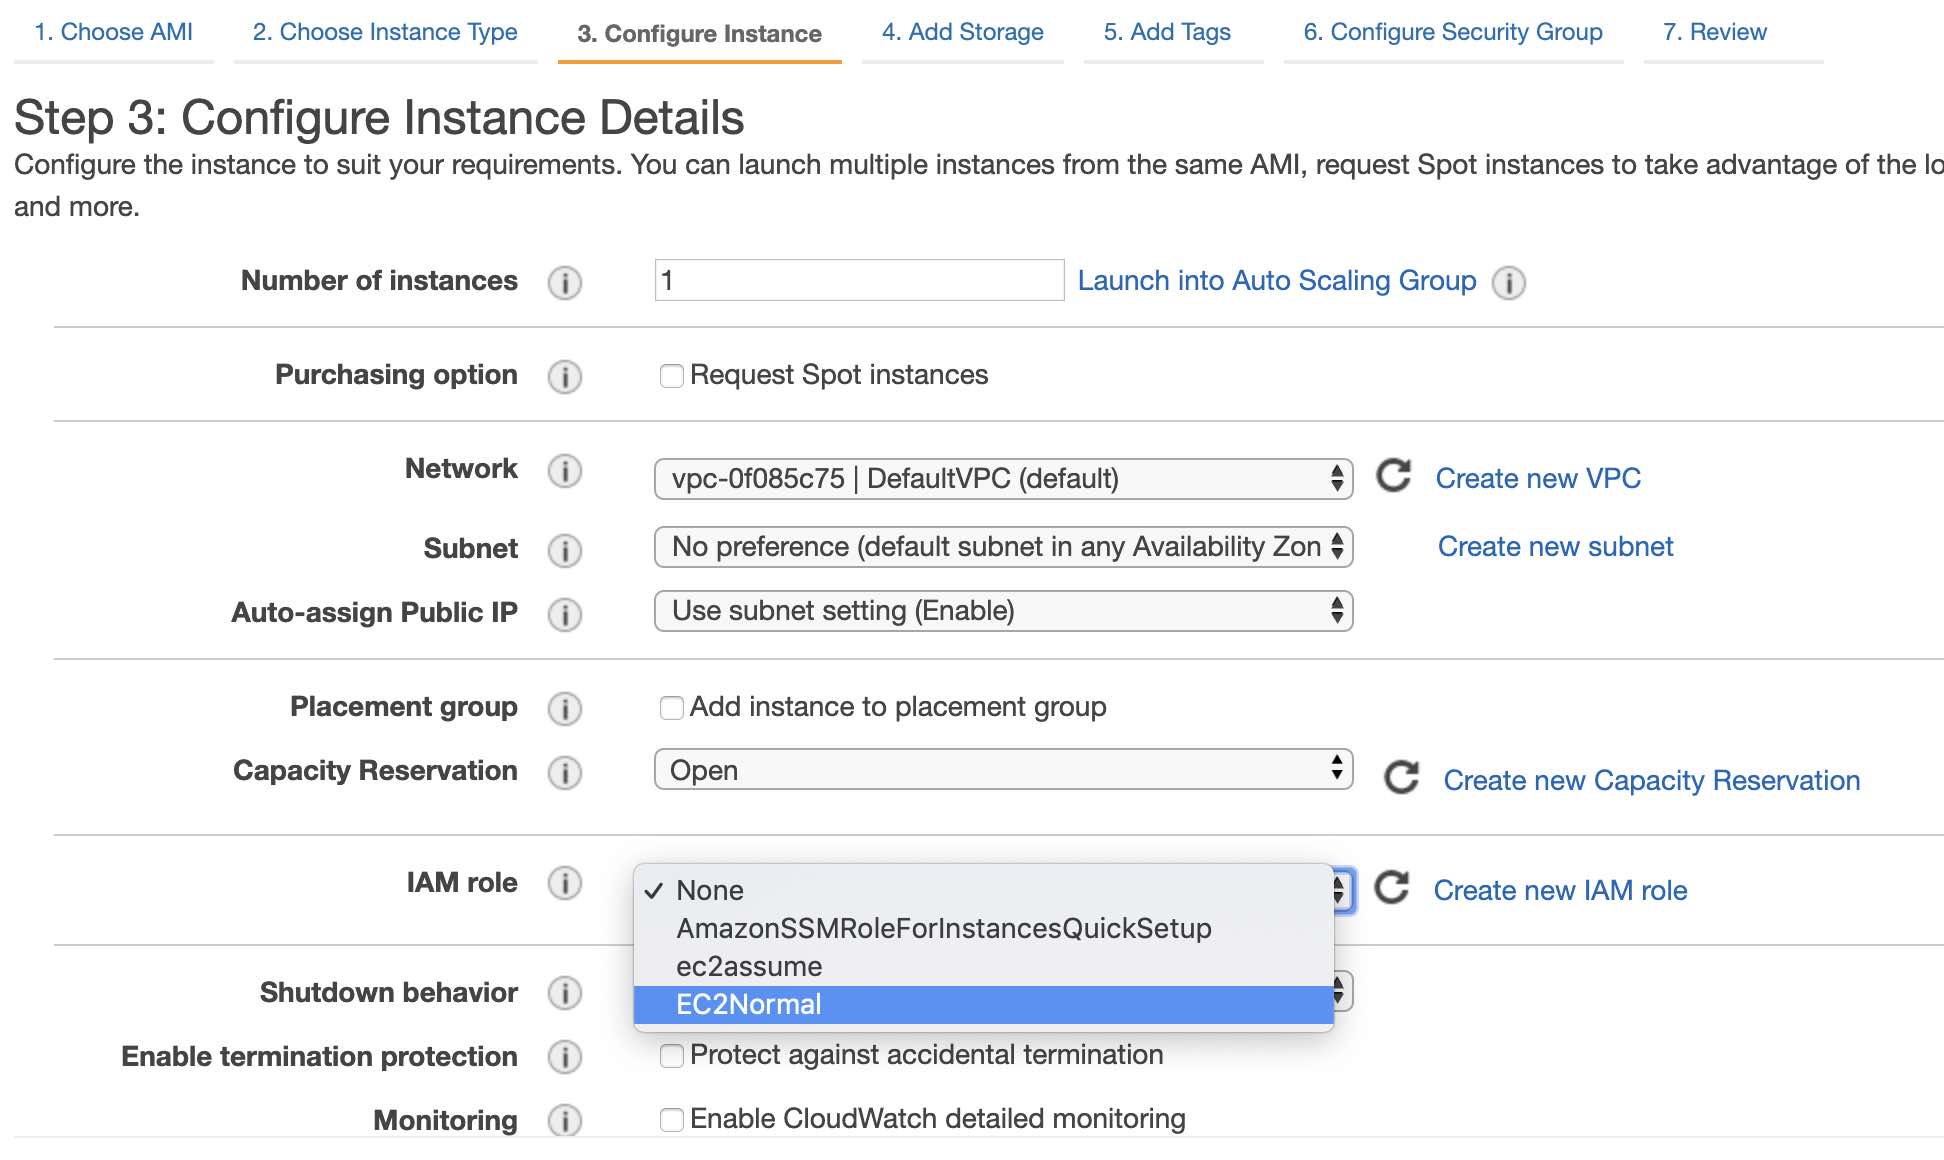 1. Choose AMI 2. Choose Instance Type 3. Configure Instance 4. Add Storage 5. Add Tags 6. Configure Security Group 7. Review
Step 3: Configure Instance Details
Configure the instance to suit your requirements. You can launch multiple instances from the same AMI, request Spot instances to take advantage of the lo
and more.
Number of instances 1 Launch into Auto Scaling Group
Purchasing option Request Spot instances
Network vpc-0f085c75 | DefaultVPC (default) Create new VPC
Subnet No preference (default subnet in any Availability Zon Create new subnet
Auto-assign Public IP Use subnet setting (Enable)
Placement group Add instance to placement group
Capacity Reservation Open Create new Capacity Reservation
IAM role ✓ None Create new IAM role
AmazonSSMRoleForInstancesQuickSetup
ec2assume
Shutdown behavior EC2Normal
Enable termination protection Protect against accidental termination
Monitoring Enable CloudWatch detailed monitoring